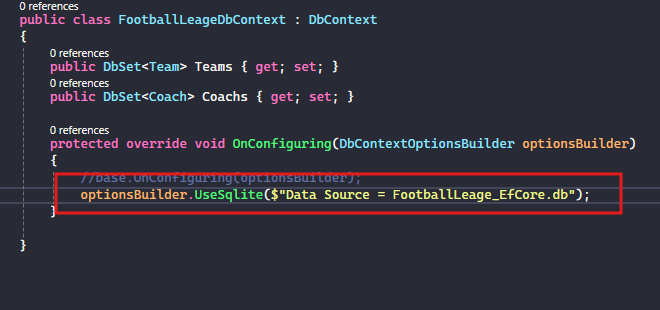 0 references
public class FootballLeageDbContext : DbContext
{
0 references
public DbSet<Team> Teams { get; set; }
0 references
public DbSet<Coach> Coachs { get; set; }
0 references
protected override void OnConfiguring(DbContextOptionsBuilder optionsBuilder)
{
//base.OnConfiguring(optionsBuilder);
optionsBuilder.UseSqlite($"Data Source = FootballLeage_EfCore.db");
}
}